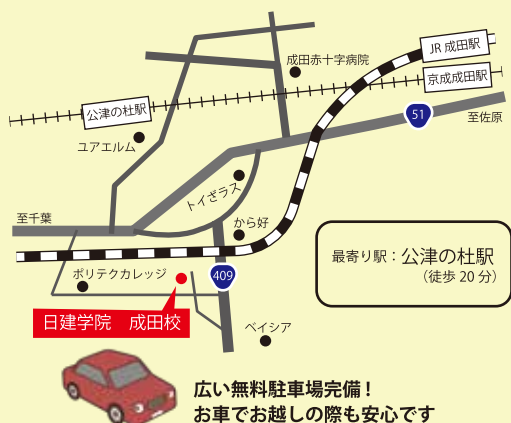 JR 成田駅
成田赤十字病院
京成成田駅
公津の杜駅
51
至佐原
ユアエルム
トイざラス
至千葉
から好
最寄り駅：公津の杜駅
（徒歩 20 分）
ポリテクカレッジ
409
日建学院　成田校
ベイシア
広い無料駐車場完備！
お車でお越しの際も安心です